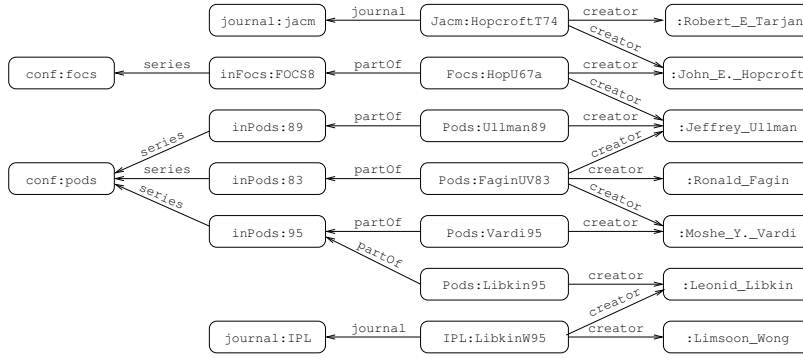 journal:jacm journal Jacm:HopcroftT74 creator :Robert_E_Tarjan
creator
conf:focs series inFocs:FOCS8 partOf Focs:HopU67a creator :John_E._Hopcroft
creator
inPods:89 partOf Pods:Ullman89 creator :Jeffrey_Ullman
series
creator
conf:pods series inPods:83 partOf Pods:FaginUV83 creator :Ronald_Fagin
series
creator
inPods:95 partOf Pods:Vardi95 creator :Moshe_Y._Vardi
partOf
Pods:Libkin95 creator :Leonid_Libkin
creator
journal:IPL journal IPL:LibkinW95 creator :Limsoon_Wong